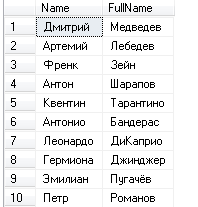 Name FullName
1 Дмитрий Медведев
2 Артемий Лебедев
3 Френк Зейн
4 Антон Шарапов
5 Квентин Тарантино
6 Антонио Бандерас
7 Леонардо ДиКаприо
8 Гермиона Джинджер
9 Эмилиан Пугачёв
10 Петр Романов